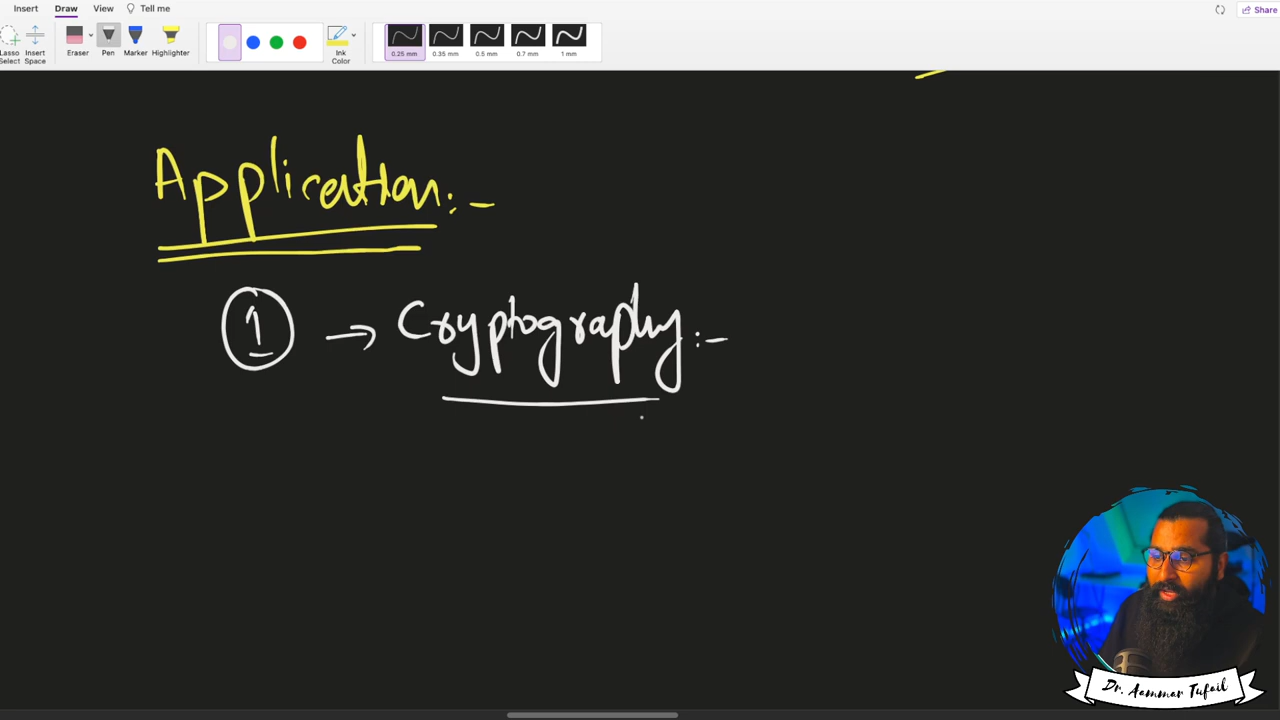 Insert Draw View Tell me Share
Lasso Select
Insert Space
Eraser Pen Marker Highlighter
Ink Color
0.25 mm 0.35 mm 0.5 mm 0.7 mm 1 mm
Application:-
1 → Cryptography:-
Dr. Aammar Tufail